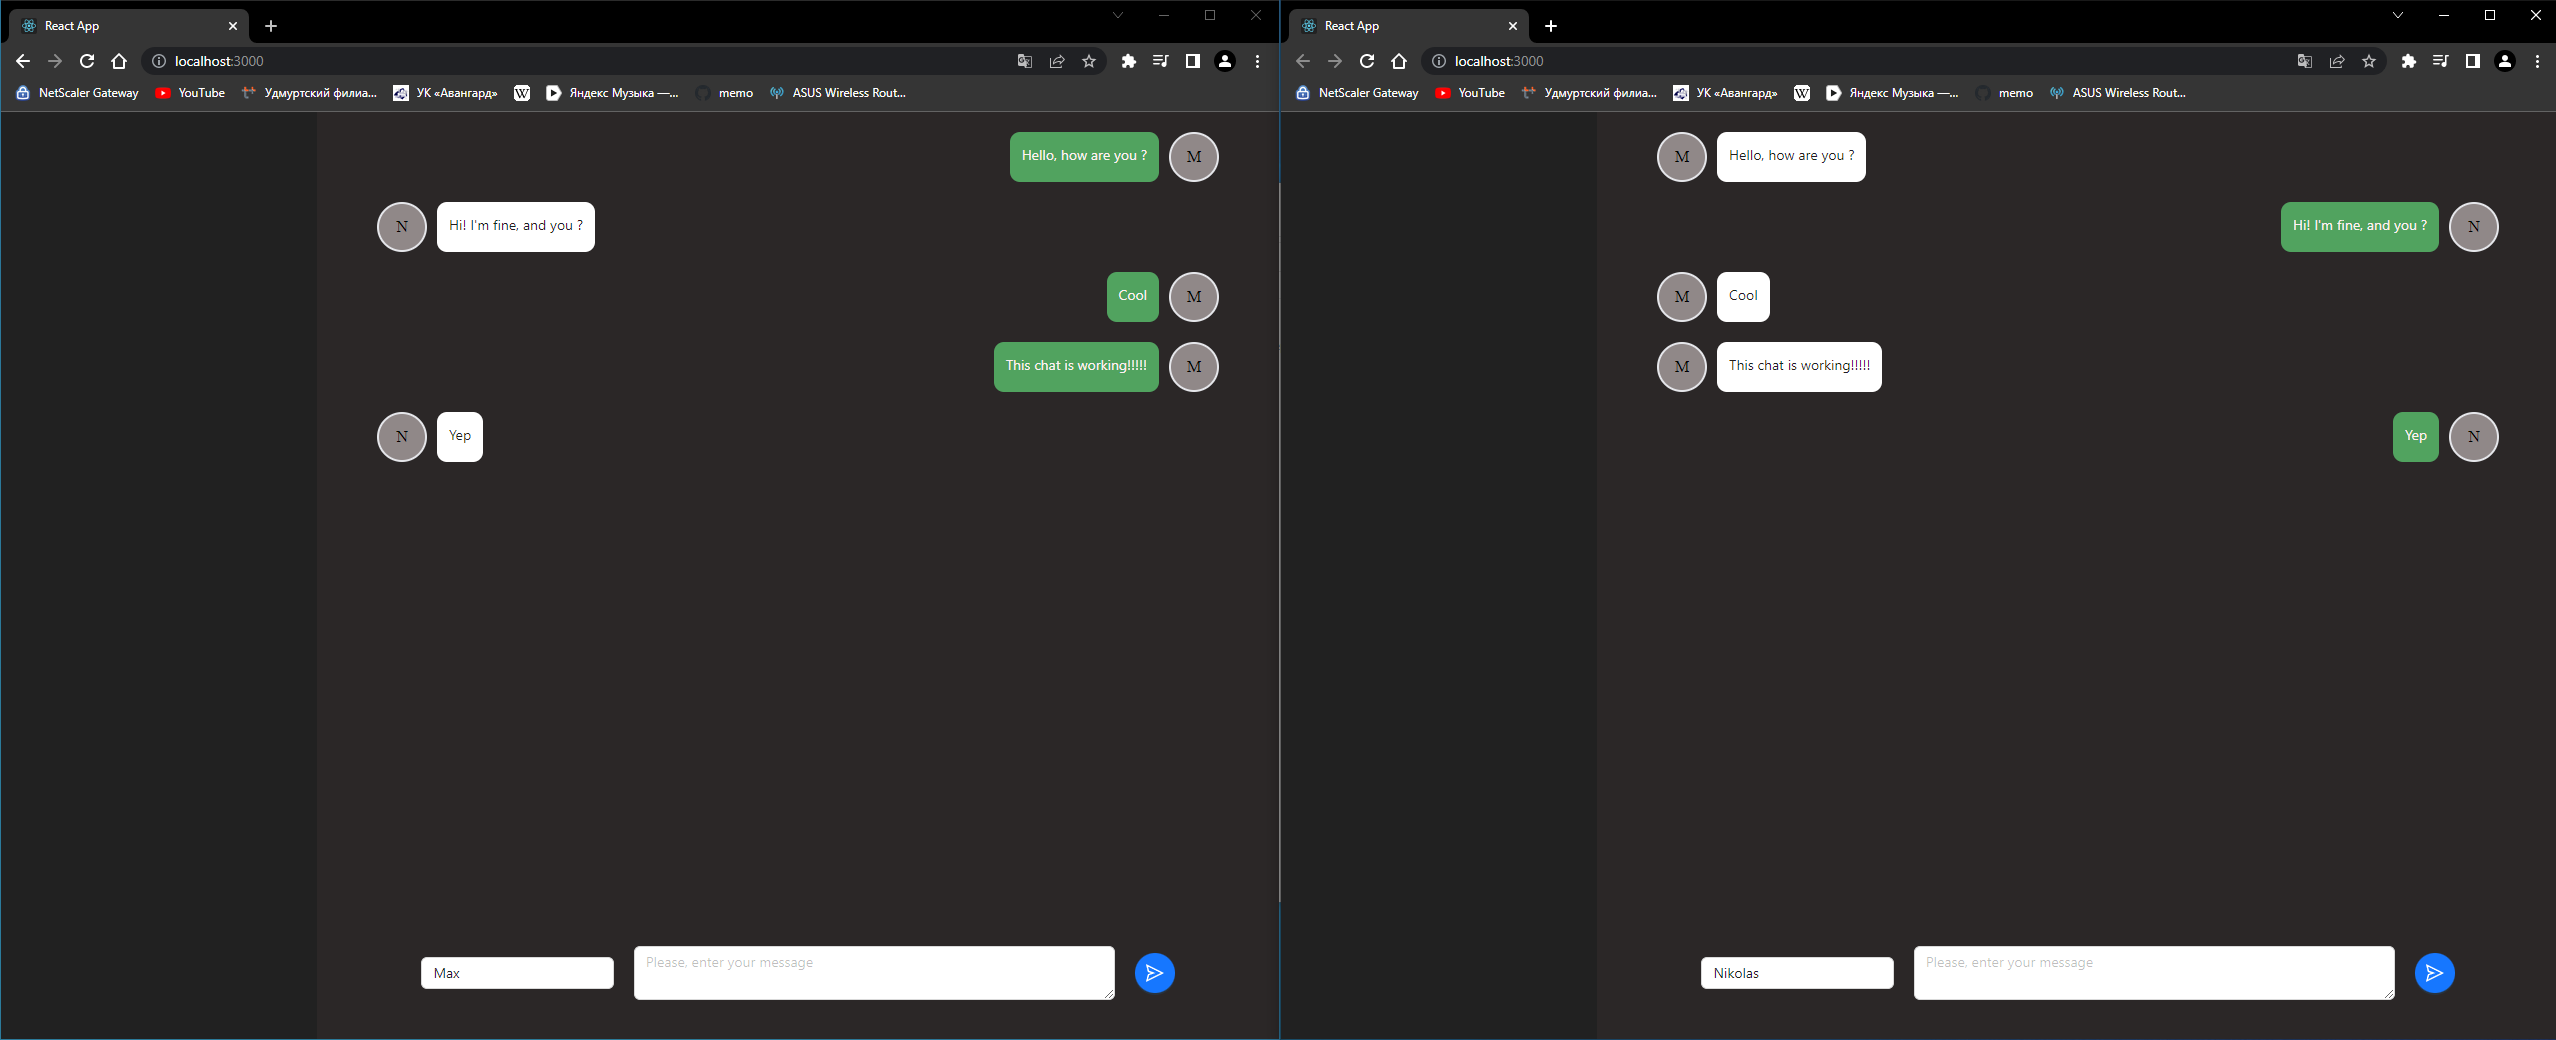 React App
localhost:3000
NetScaler Gateway YouTube Удмуртский филиа... УК «Авангард» W Яндекс Музыка —... memo ASUS Wireless Rout...
Hello, how are you ? M
N Hi! I'm fine, and you ?
Cool M
This chat is working!!!!! M
N Yep
Max Please, enter your message
React App
localhost:3000
NetScaler Gateway YouTube Удмуртский филиа... УК «Авангард» W Яндекс Музыка —... memo ASUS Wireless Rout...
M Hello, how are you ?
Hi! I'm fine, and you ? N
M Cool
M This chat is working!!!!!
Yep N
Nikolas Please, enter your message